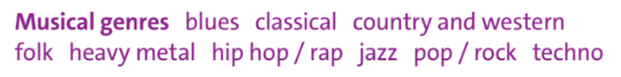 Musical genres blues classical country and western
folk heavy metal hip hop / rap jazz pop / rock techno